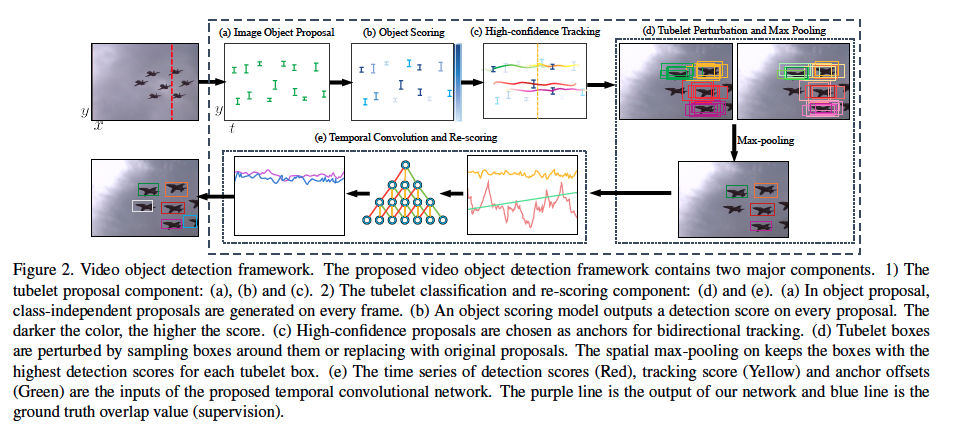 (a) Image Object Proposal
(b) Object Scoring
(c) High-confidence Tracking
(d) Tubelet Perturbation and Max Pooling
y
x
y
t
(e) Temporal Convolution and Re-scoring
Max-pooling
Figure 2. Video object detection framework. The proposed video object detection framework contains two major components. 1) The
tubelet proposal component: (a), (b) and (c). 2) The tubelet classification and re-scoring component: (d) and (e). (a) In object proposal,
class-independent proposals are generated on every frame. (b) An object scoring model outputs a detection score on every proposal. The
darker the color, the higher the score. (c) High-confidence proposals are chosen as anchors for bidirectional tracking. (d) Tubelet boxes
are perturbed by sampling boxes around them or replacing with original proposals. The spatial max-pooling on keeps the boxes with the
highest detection scores for each tubelet box. (e) The time series of detection scores (Red), tracking score (Yellow) and anchor offsets
(Green) are the inputs of the proposed temporal convolutional network. The purple line is the output of our network and blue line is the
ground truth overlap value (supervision).